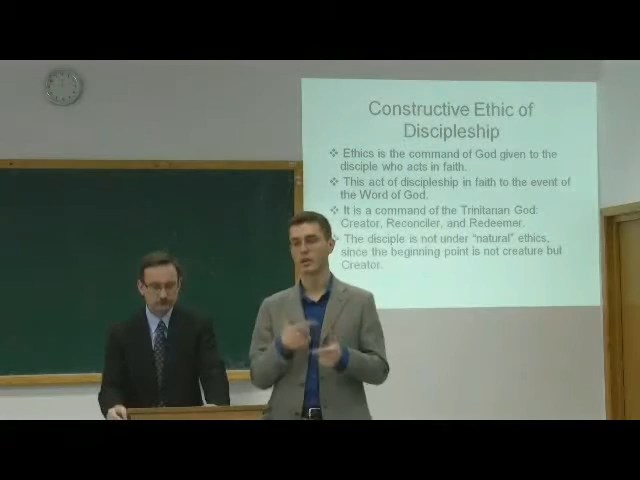 Constructive Ethic of
Discipleship
❖ Ethics is the command of God given to the
disciple who acts in faith.
❖ This act of discipleship in faith to the event of
the Word of God.
❖ It is a command of the Trinitarian God:
Creator, Reconciler, and Redeemer.
❖ The disciple is not under “natural” ethics,
since the beginning point is not creature but
Creator.